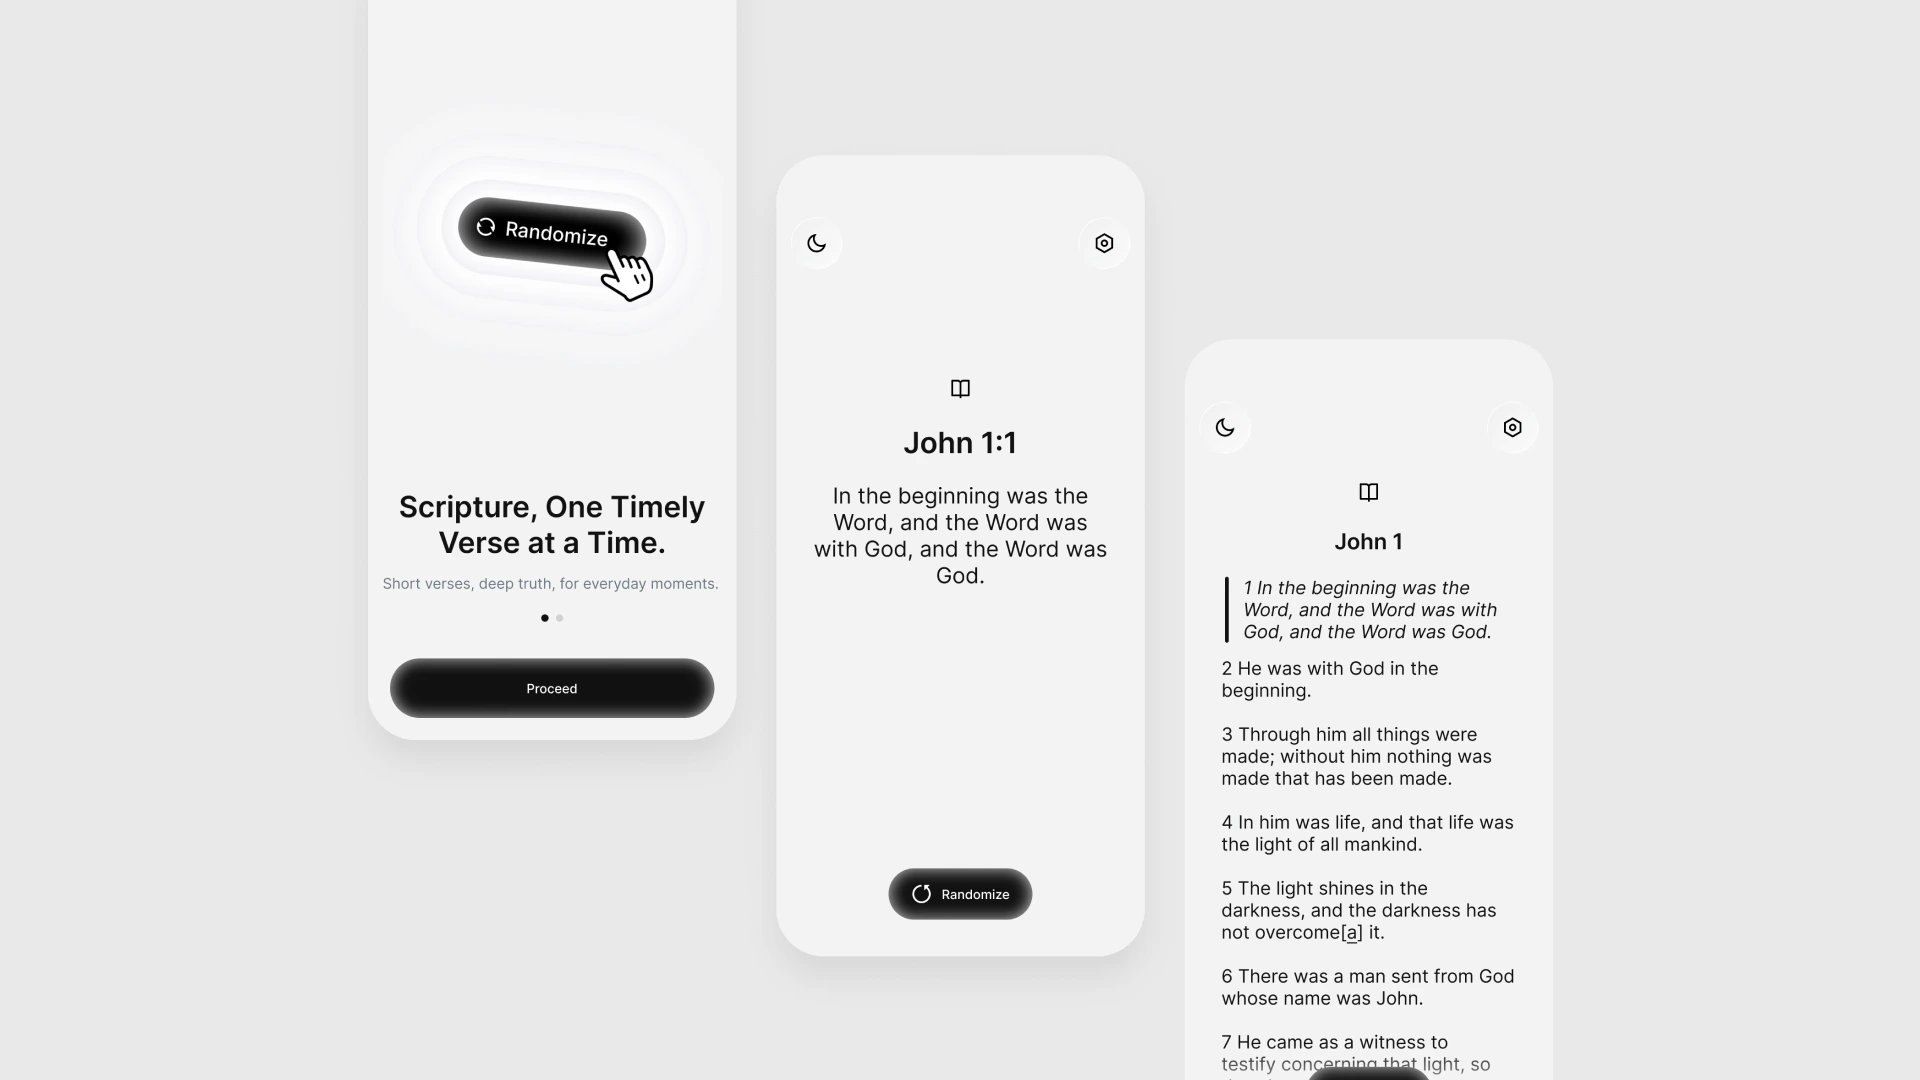 Randomize
Scripture, One Timely
Verse at a Time.
Short verses, deep truth, for everyday moments.
Proceed
John 1:1
In the beginning was the
Word, and the Word was
with God, and the Word was
God.
Randomize
John 1
1 In the beginning was the
Word, and the Word was with
God, and the Word was God.
2 He was with God in the
beginning.
3 Through him all things were
made; without him nothing was
made that has been made.
4 In him was life, and that life was
the light of all mankind.
5 The light shines in the
darkness, and the darkness has
not overcome[a] it.
6 There was a man sent from God
whose name was John.
7 He came as a witness to
testify concerning that light, so